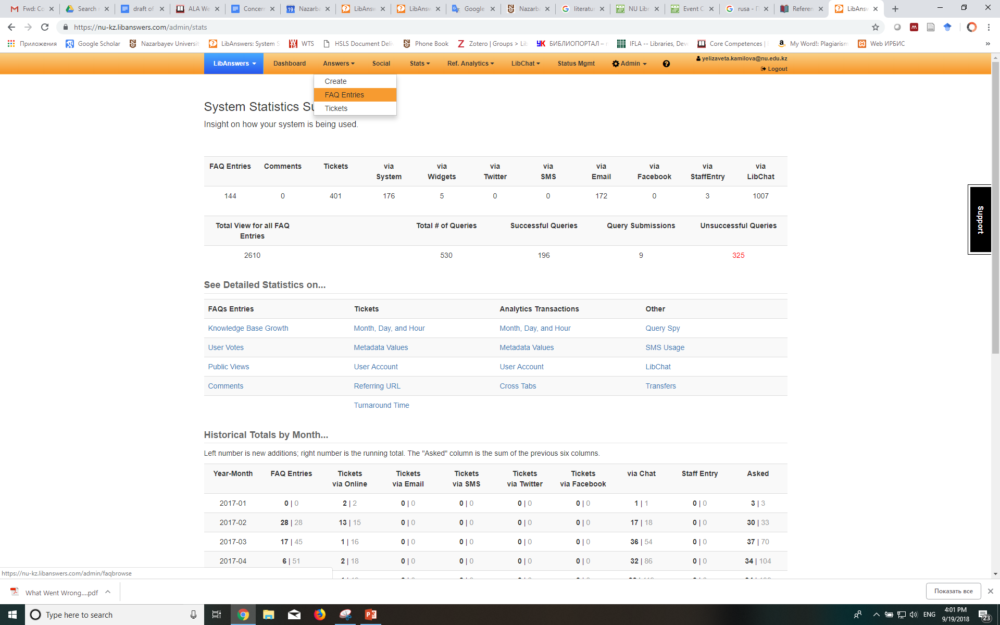 Fwd: Co
Search
draft of
ALA We
Concern
Nazarba
LibAnsw
LibAnsw
Google
Nazarba
literatur
NU Libr
Event C
rusa - П
Referen
LibAnsw
https://nu-kz.libanswers.com/admin/stats
Приложения
Google Scholar
Nazarbayev Universit
LibAnswers: System S
WTS
HSLS Document Deli
Phone Book
Zotero | Groups > Lib
БИБЛИОПОРТАЛ –
IFLA -- Libraries, Deve
Core Competences |
My Word!: Plagiarism
Web ИРБИС
»
LibAnswers
Dashboard
Answers
Social
Stats
Ref. Analytics
LibChat
Status Mgmt
Admin
yelizaveta.kamilova@nu.edu.kz
Logout
Create
FAQ Entries
Tickets
System Statistics Su
Insight on how your system is being used.
FAQ Entries Comments Tickets via System via Widgets via Twitter via SMS via Email via Facebook via StaffEntry via LibChat
144 0 401 176 5 0 0 172 0 3 1007
Total View for all FAQ Entries Total # of Queries Successful Queries Query Submissions Unsuccessful Queries
2610 530 196 9 325
Support
See Detailed Statistics on...
FAQs Entries Tickets Analytics Transactions Other
Knowledge Base Growth Month, Day, and Hour Month, Day, and Hour Query Spy
User Votes Metadata Values Metadata Values SMS Usage
Public Views User Account User Account LibChat
Comments Referring URL Cross Tabs Transfers
Turnaround Time
Historical Totals by Month...
Left number is new additions; right number is the running total. The "Asked" column is the sum of the previous six columns.
Year-Month FAQ Entries Tickets via Online Tickets via Email Tickets via SMS Tickets via Twitter Tickets via Facebook via Chat Staff Entry Asked
2017-01 0 | 0 2 | 2 0 | 0 0 | 0 0 | 0 0 | 0 1 | 1 0 | 0 3 | 3
2017-02 28 | 28 13 | 15 0 | 0 0 | 0 0 | 0 0 | 0 17 | 18 0 | 0 30 | 33
2017-03 17 | 45 1 | 16 0 | 0 0 | 0 0 | 0 0 | 0 36 | 54 0 | 0 37 | 70
2017-04 6 | 51 2 | 18 0 | 0 0 | 0 0 | 0 0 | 0 32 | 86 0 | 0 34 | 104
https://nu-kz.libanswers.com/admin/faqbrowse
What Went Wrong....pdf
Показать все
Type here to search
ENG
4:01 PM
9/19/2018
23